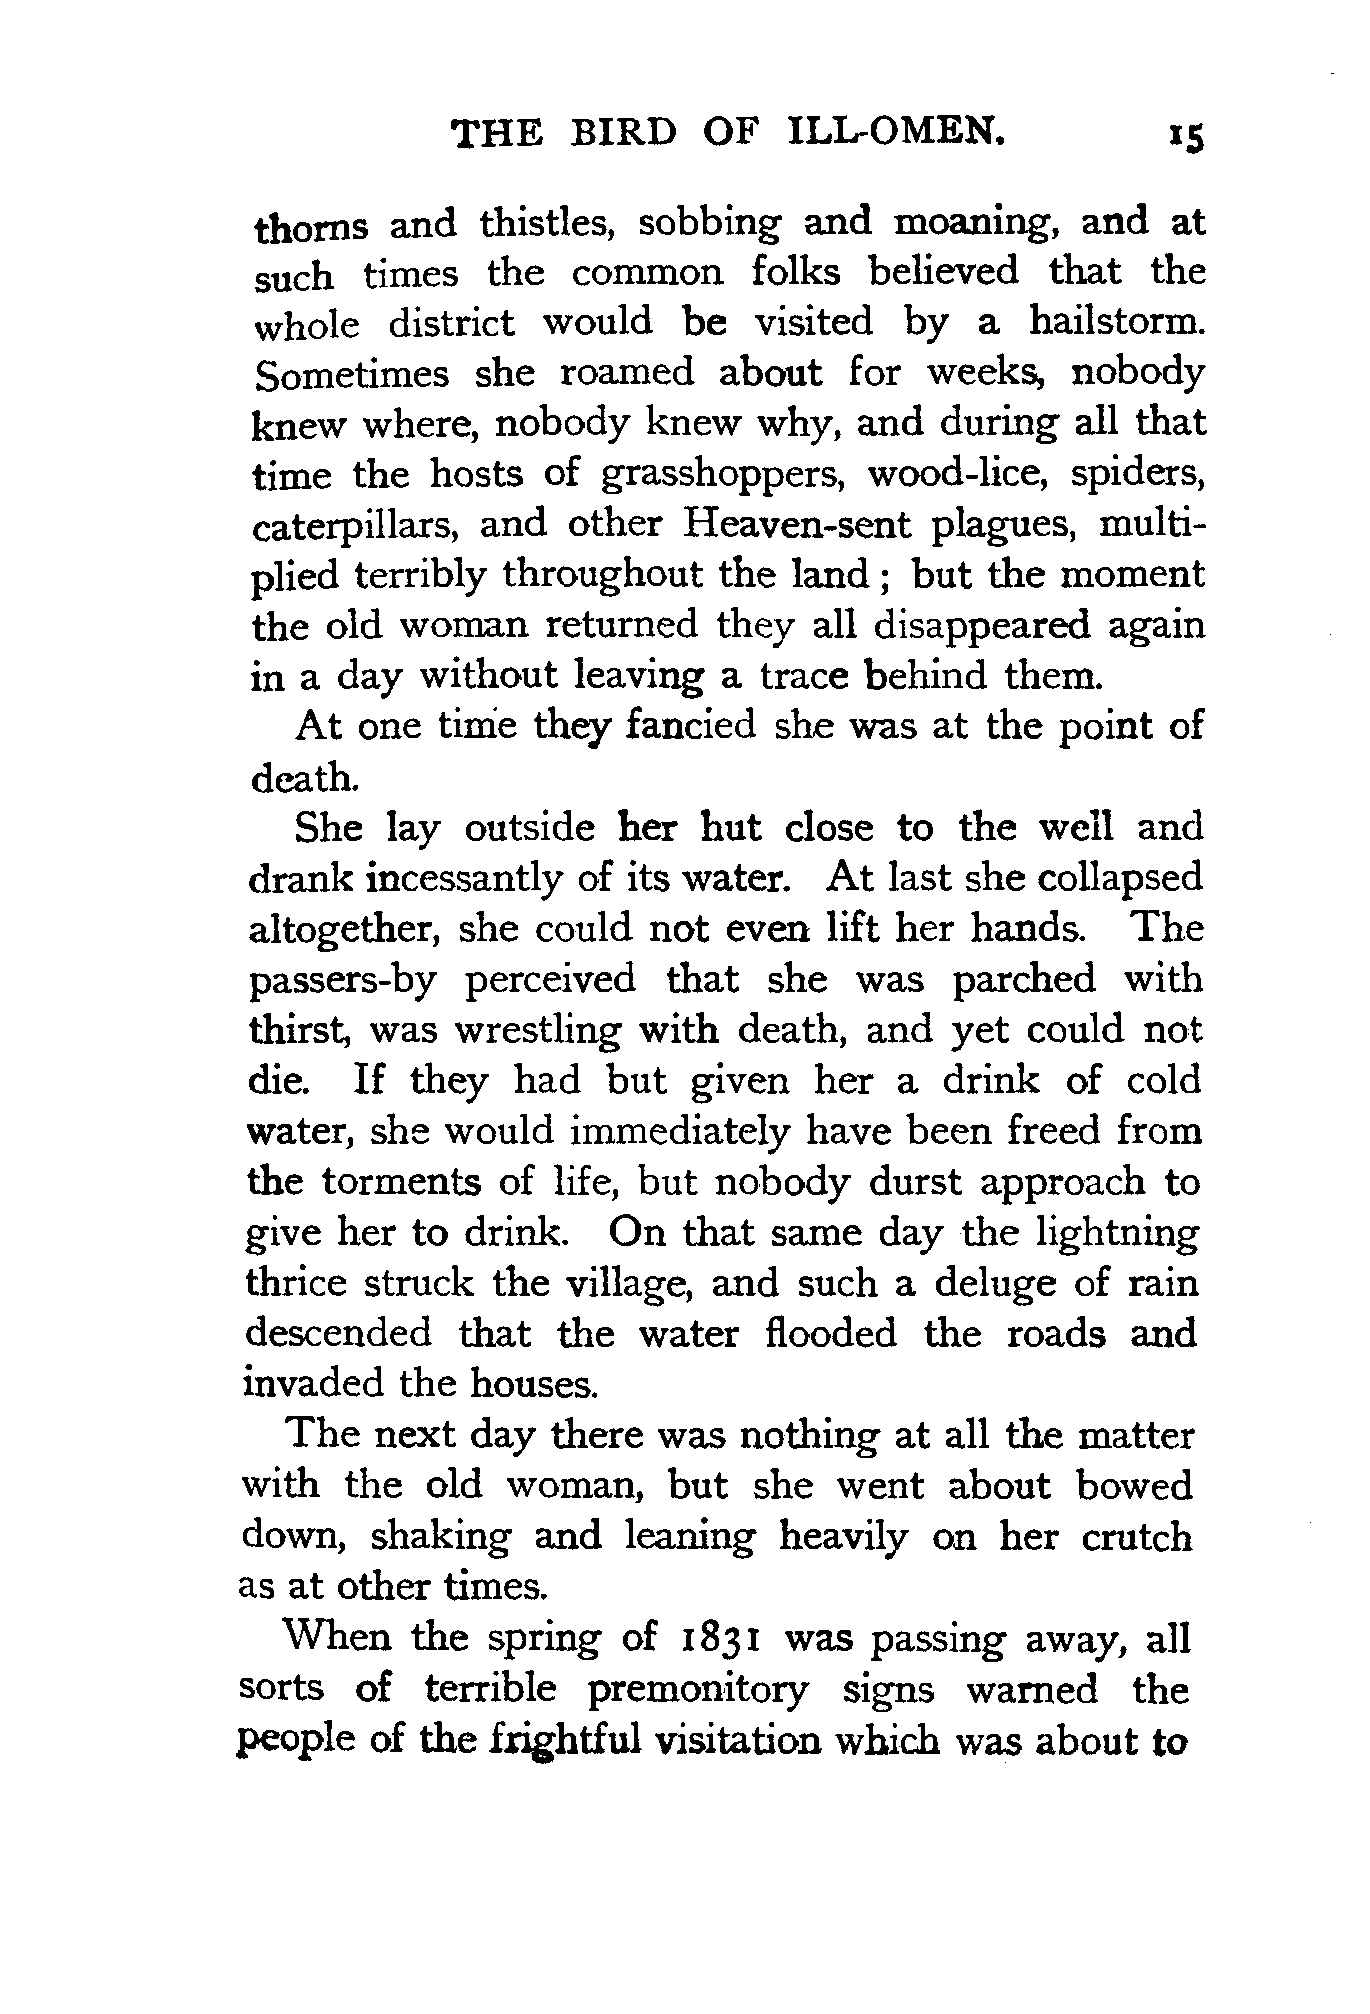 THE BIRD OF ILL-OMEN. 15
thorns and thistles, sobbing and moaning, and at
such times the common folks believed that the
whole district would be visited by a hailstorm.
Sometimes she roamed about for weeks, nobody
knew where, nobody knew why, and during all that
time the hosts of grasshoppers, wood-lice, spiders,
caterpillars, and other Heaven-sent plagues, multi-
plied terribly throughout the land ; but the moment
the old woman returned they all disappeared again
in a day without leaving a trace behind them.
At one time they fancied she was at the point of
death.
She lay outside her hut close to the well and
drank incessantly of its water. At last she collapsed
altogether, she could not even lift her hands. The
passers-by perceived that she was parched with
thirst, was wrestling with death, and yet could not
die. If they had but given her a drink of cold
water, she would immediately have been freed from
the torments of life, but nobody durst approach to
give her to drink. On that same day the lightning
thrice struck the village, and such a deluge of rain
descended that the water flooded the roads and
invaded the houses.
The next day there was nothing at all the matter
with the old woman, but she went about bowed
down, shaking and leaning heavily on her crutch
as at other times.
When the spring of 1831 was passing away, all
sorts of terrible premonitory signs warned the
people of the frightful visitation which was about to